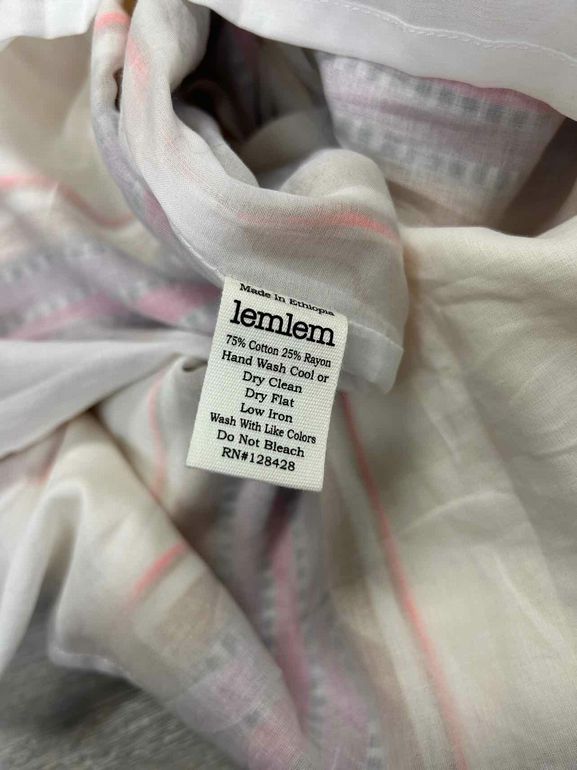 Made In Ethiopia
lemlem
75% Cotton 25% Rayon
Hand Wash Cool or
Dry Clean
Dry Flat
Low Iron
Wash With Like Colors
Do Not Bleach
RN#128428